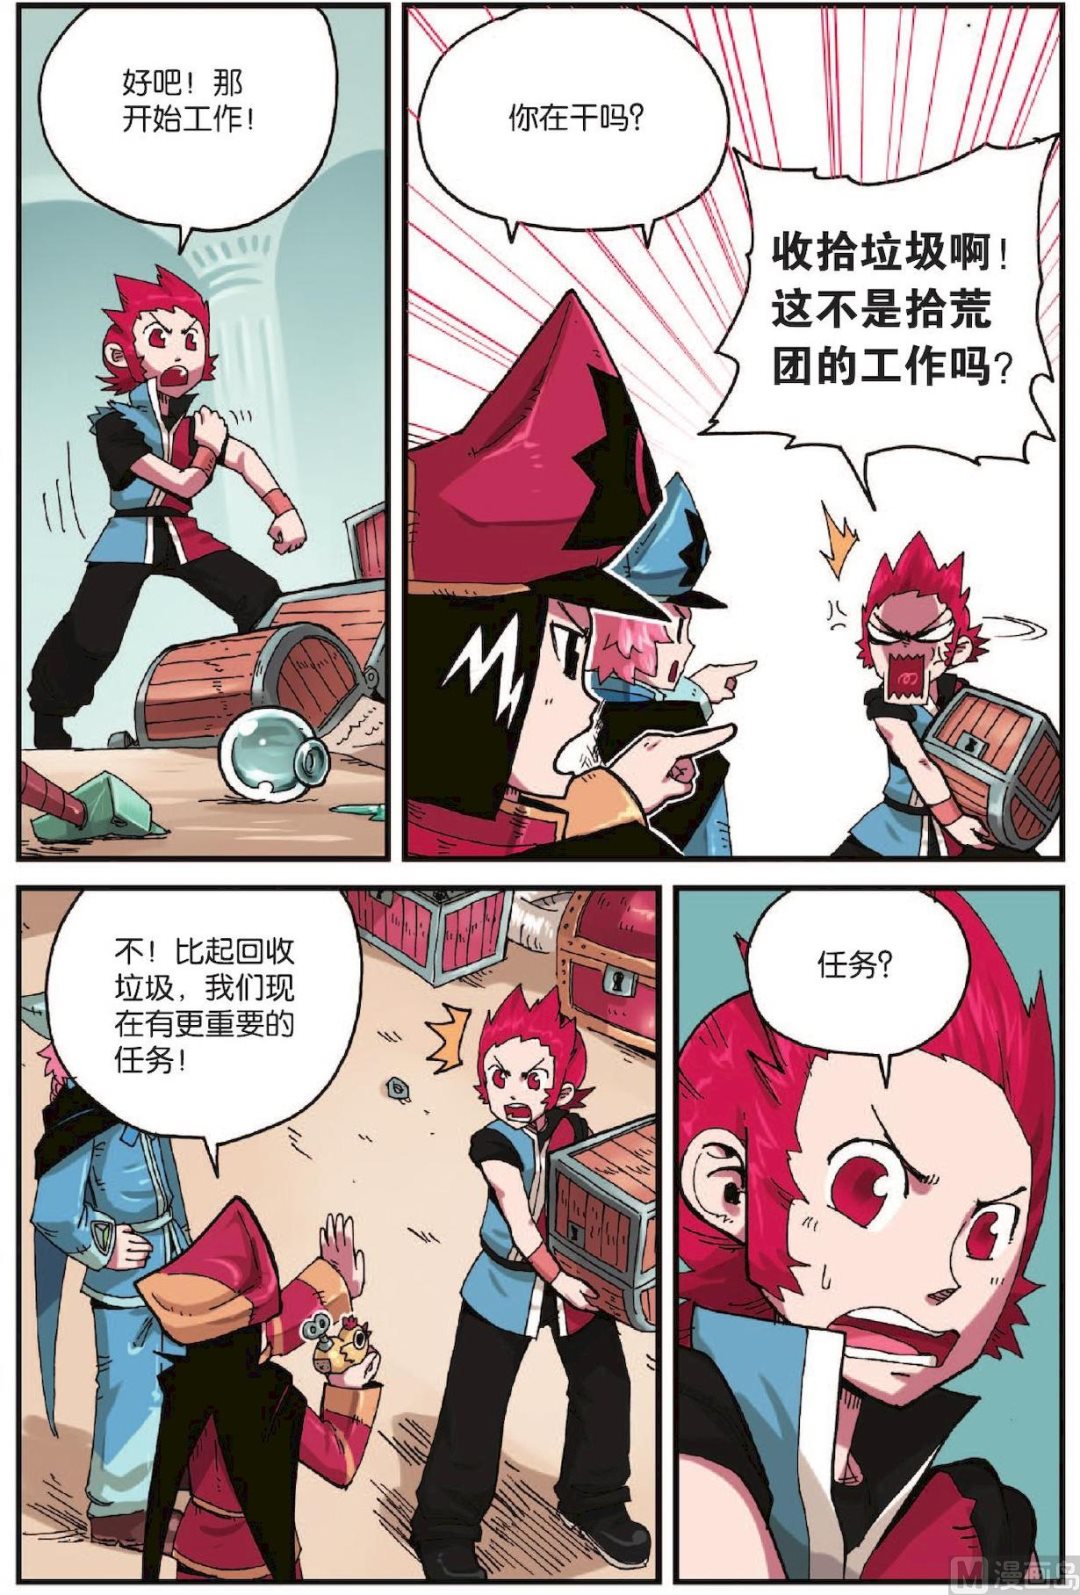 好吧！那
开始工作！
你在干吗？
收拾垃圾啊！
这不是拾荒
团的工作吗？
不！比起回收
垃圾，我们现
在有更重要的
任务！
任务？
M 漫画岛